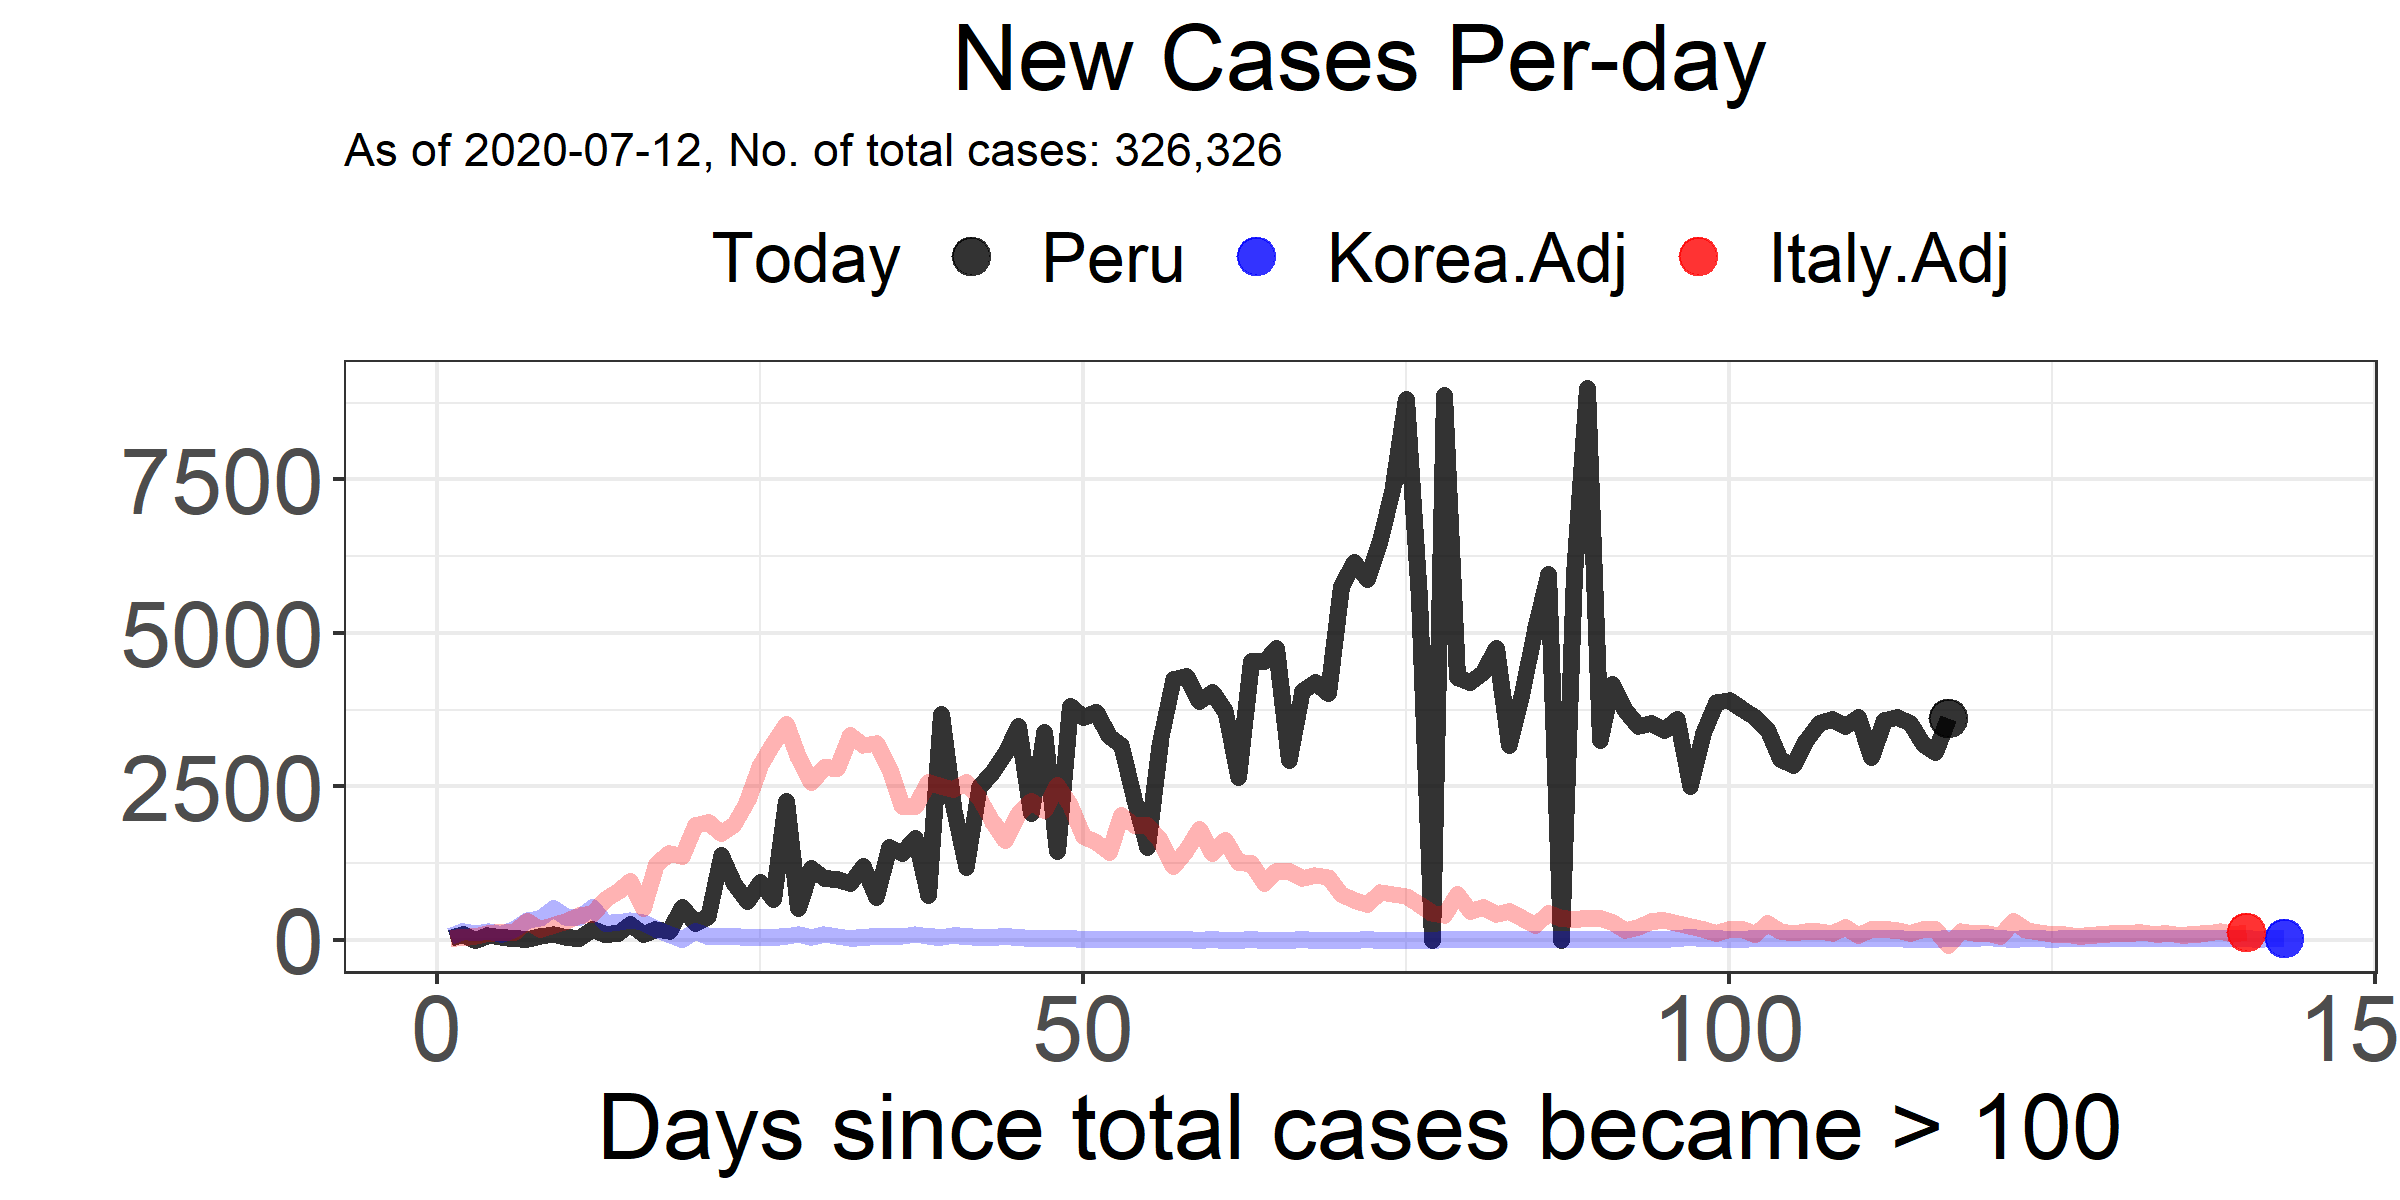 New Cases Per-day
As of 2020-07-12, No. of total cases: 326,326
Today Peru Korea.Adj Italy.Adj
7500
5000
2500
0
0 50 100 15
Days since total cases became > 100